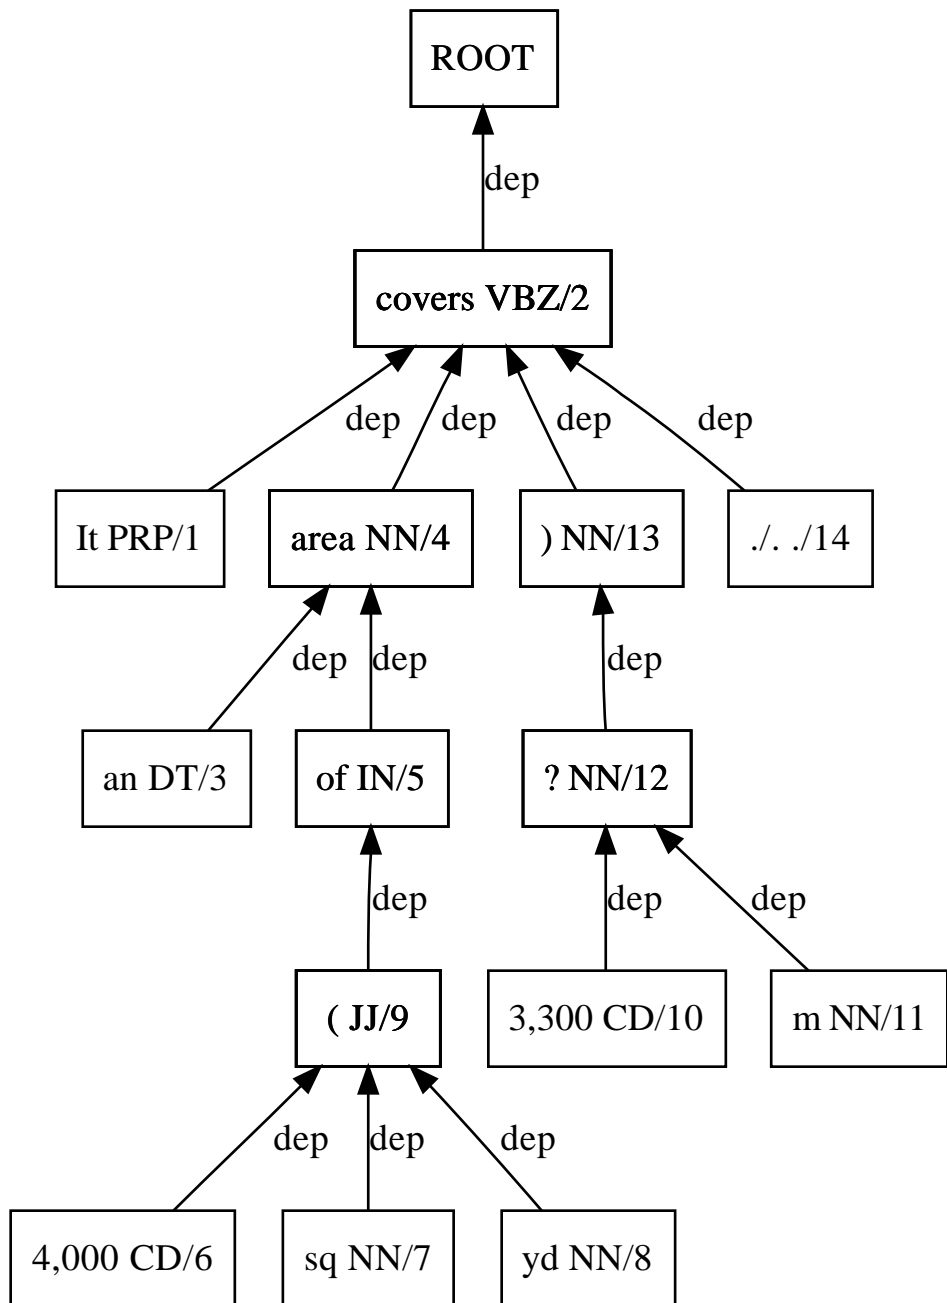 ROOT
dep
covers VBZ/2
dep dep dep dep
It PRP/1 area NN/4 ) NN/13 ./. ./14
dep dep dep
an DT/3 of IN/5 ? NN/12
dep dep dep
( JJ/9 3,300 CD/10 m NN/11
dep dep dep
4,000 CD/6 sq NN/7 yd NN/8